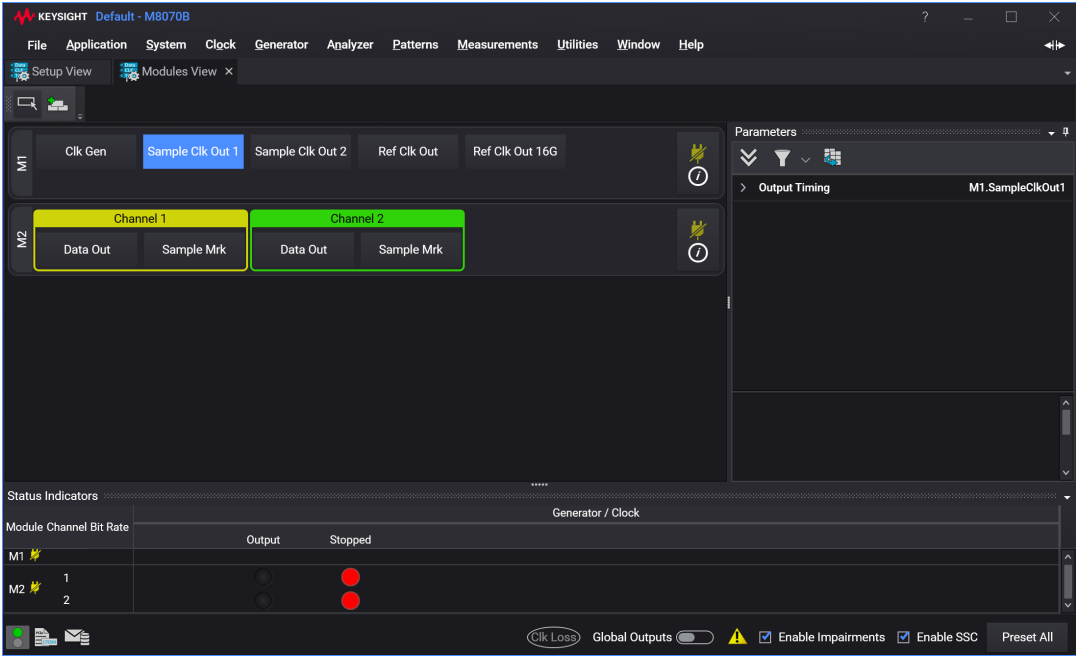 KEYSIGHT Default - M8070B ?
File Application System Clock Generator Analyzer Patterns Measurements Utilities Window Help
Setup View Modules View
M1
Clk Gen Sample Clk Out 1 Sample Clk Out 2 Ref Clk Out Ref Clk Out 16G
i
M2
Channel 1 Channel 2
Data Out Sample Mrk Data Out Sample Mrk
i
Parameters
Output Timing M1.SampleClkOut1
Status Indicators
Module Channel Bit Rate
Generator / Clock
Output Stopped
M1
M2
1
2
Clk Loss Global Outputs Enable Impairments Enable SSC Preset All